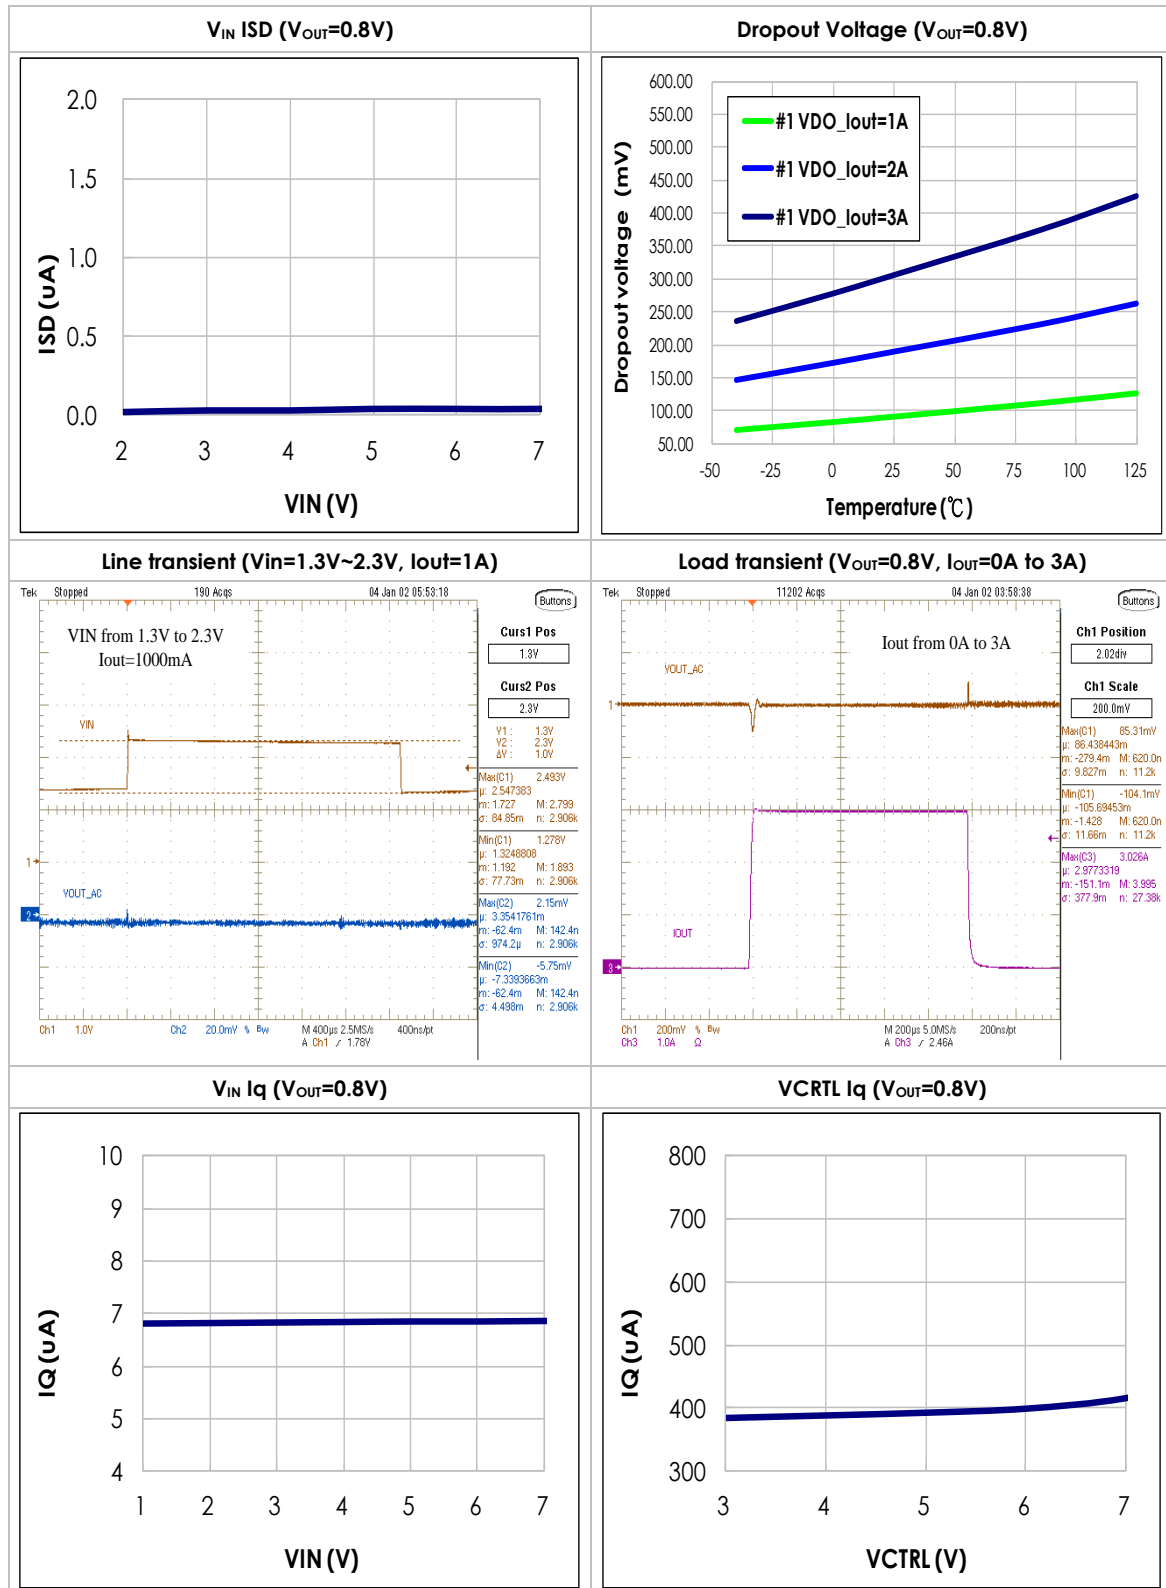 V_IN ISD (V_OUT=0.8V)
2.0
1.5
1.0
0.5
0.0
ISD (uA)
2 3 4 5 6 7
VIN (V)
Dropout Voltage (V_OUT=0.8V)
600.00
550.00
500.00
450.00
400.00
350.00
300.00
250.00
200.00
150.00
100.00
50.00
Dropout voltage (mV)
#1 VDO_Iout=1A
#1 VDO_Iout=2A
#1 VDO_Iout=3A
-50 -25 0 25 50 75 100 125
Temperature (℃)
Line transient (Vin=1.3V~2.3V, Iout=1A)
Tek Stopped 190 Acqs 04 Jan 02 05:53:18
Buttons
VIN from 1.3V to 2.3V
Iout=1000mA
VIN
1
VOUT_AC
2
Curs1 Pos
1.3V
Curs2 Pos
2.3V
V1 : 1.3V
V2 : 2.3V
ΔV : 1.0V
Max(C1) 2.493V
µ: 2.547383
m: 1.727 M: 2.799
σ: 84.85m n: 2.906k
Min(C1) 1.278V
µ: 1.3248808
m: 1.192 M: 1.893
σ: 77.73m n: 2.906k
Max(C2) 2.15mV
µ: 3.3541761m
m: -62.4m M: 142.4n
σ: 974.2µ n: 2.906k
Min(C2) -5.75mV
µ: -7.3393663m
m: -62.4m M: 142.4n
σ: 4.498m n: 2.906k
Ch1 1.0V Ch2 20.0mV % Bw M 400µs 2.5MS/s 400ns/pt
A Ch1 / 1.78V
Load transient (V_OUT=0.8V, I_OUT=0A to 3A)
Tek Stopped 11202 Acqs 04 Jan 02 03:58:38
Buttons
Iout from 0A to 3A
VOUT_AC
1
IOUT
3
Ch1 Position
2.02div
Ch1 Scale
200.0mV
Max(C1) 85.31mV
µ: 86.438443m
m: -279.4m M: 620.0n
σ: 9.827m n: 11.2k
Min(C1) -104.1mV
µ: -105.69453m
m: -1.428 M: 620.0n
σ: 11.66m n: 11.2k
Max(C3) 3.026A
µ: 2.9773319
m: -151.1m M: 3.995
σ: 377.9m n: 27.38k
Ch1 200mV % Bw M 200µs 5.0MS/s 200ns/pt
Ch3 1.0A Ω A Ch3 / 2.46A
V_IN Iq (V_OUT=0.8V)
10
9
8
7
6
5
4
IQ (uA)
1 2 3 4 5 6 7
VIN (V)
VCRTL Iq (V_OUT=0.8V)
800
700
600
500
400
300
IQ (uA)
3 4 5 6 7
VCTRL (V)